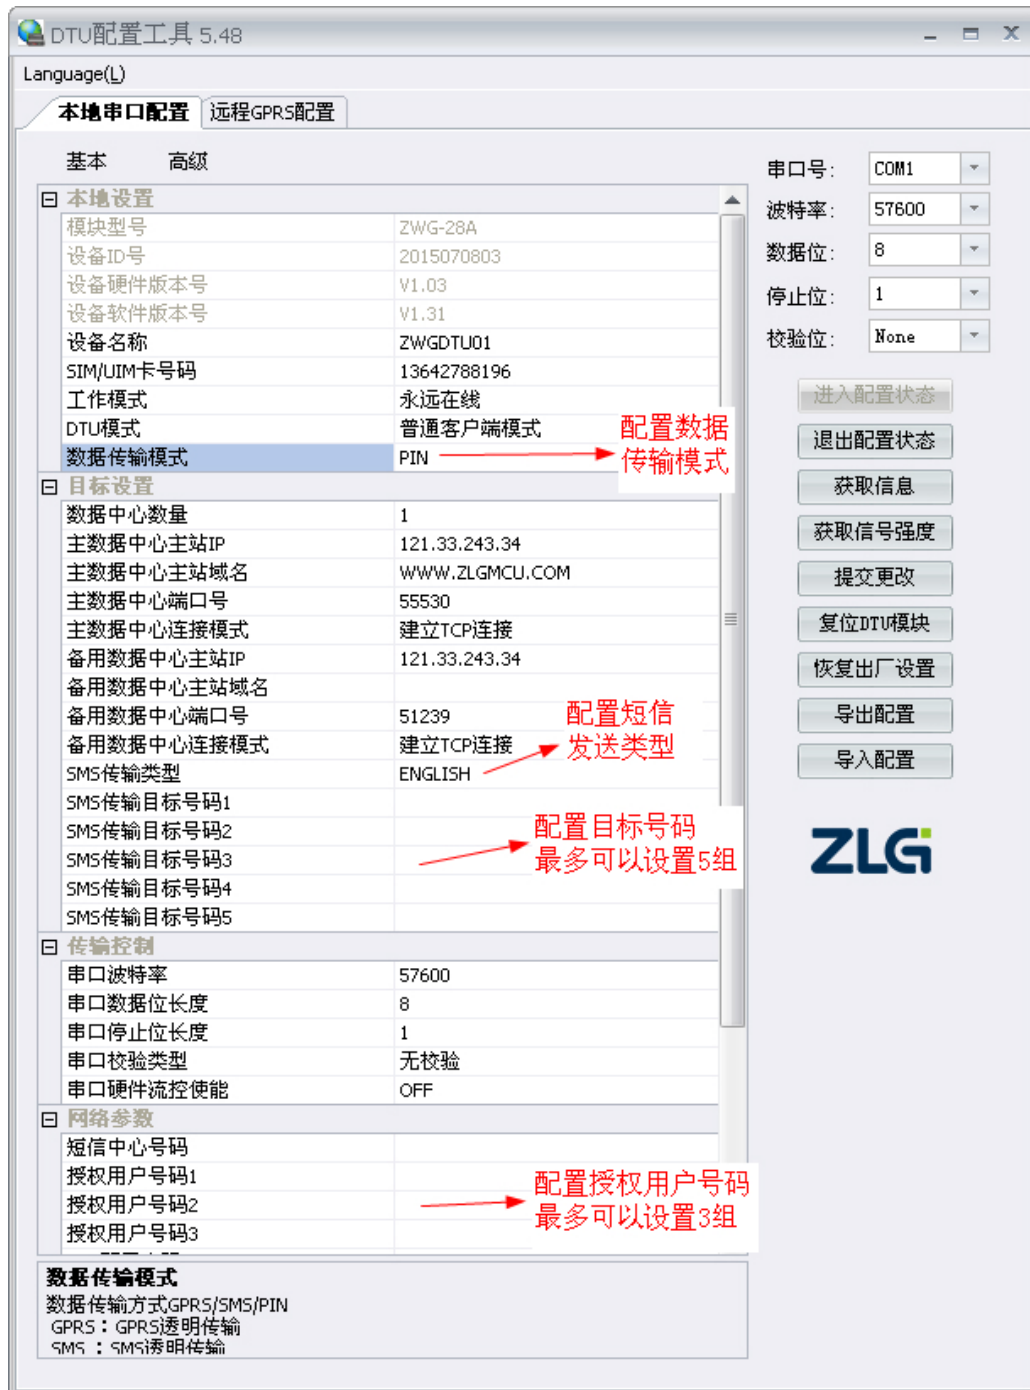 DTU配置工具 5.48
Language(L)
本地串口配置 远程GPRS配置
基本 高级
本地设置
模块型号 ZWG-28A
设备ID号 2015070803
设备硬件版本号 V1.03
设备软件版本号 V1.31
设备名称 ZWGDTU01
SIM/UIM卡号码 13642788196
工作模式 永远在线
DTU模式 普通客户端模式
数据传输模式 PIN
配置数据
传输模式
目标设置
数据中心数量 1
主数据中心主站IP 121.33.243.34
主数据中心主站域名 WWW.ZLGMCU.COM
主数据中心端口号 55530
主数据中心连接模式 建立TCP连接
备用数据中心主站IP 121.33.243.34
备用数据中心主站域名
备用数据中心端口号 51239
备用数据中心连接模式 建立TCP连接
SMS传输类型 ENGLISH
配置短信
发送类型
SMS传输目标号码1
SMS传输目标号码2
SMS传输目标号码3
SMS传输目标号码4
SMS传输目标号码5
配置目标号码
最多可以设置5组
传输控制
串口波特率 57600
串口数据位长度 8
串口停止位长度 1
串口校验类型 无校验
串口硬件流控使能 OFF
网络参数
短信中心号码
授权用户号码1
授权用户号码2
授权用户号码3
配置授权用户号码
最多可以设置3组
数据传输模式
数据传输方式GPRS/SMS/PIN
GPRS：GPRS透明传输
SMS ：SMS透明传输
串口号: COM1
波特率: 57600
数据位: 8
停止位: 1
校验位: None
进入配置状态
退出配置状态
获取信息
获取信号强度
提交更改
复位DTU模块
恢复出厂设置
导出配置
导入配置
ZLG